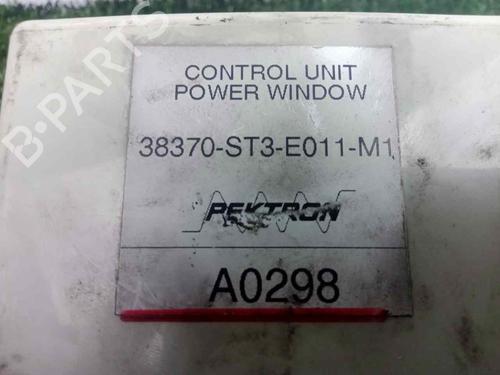 B-PARTS
CONTROL UNIT
POWER WINDOW
38370-ST3-E011-M1
PEKTRON
A0298